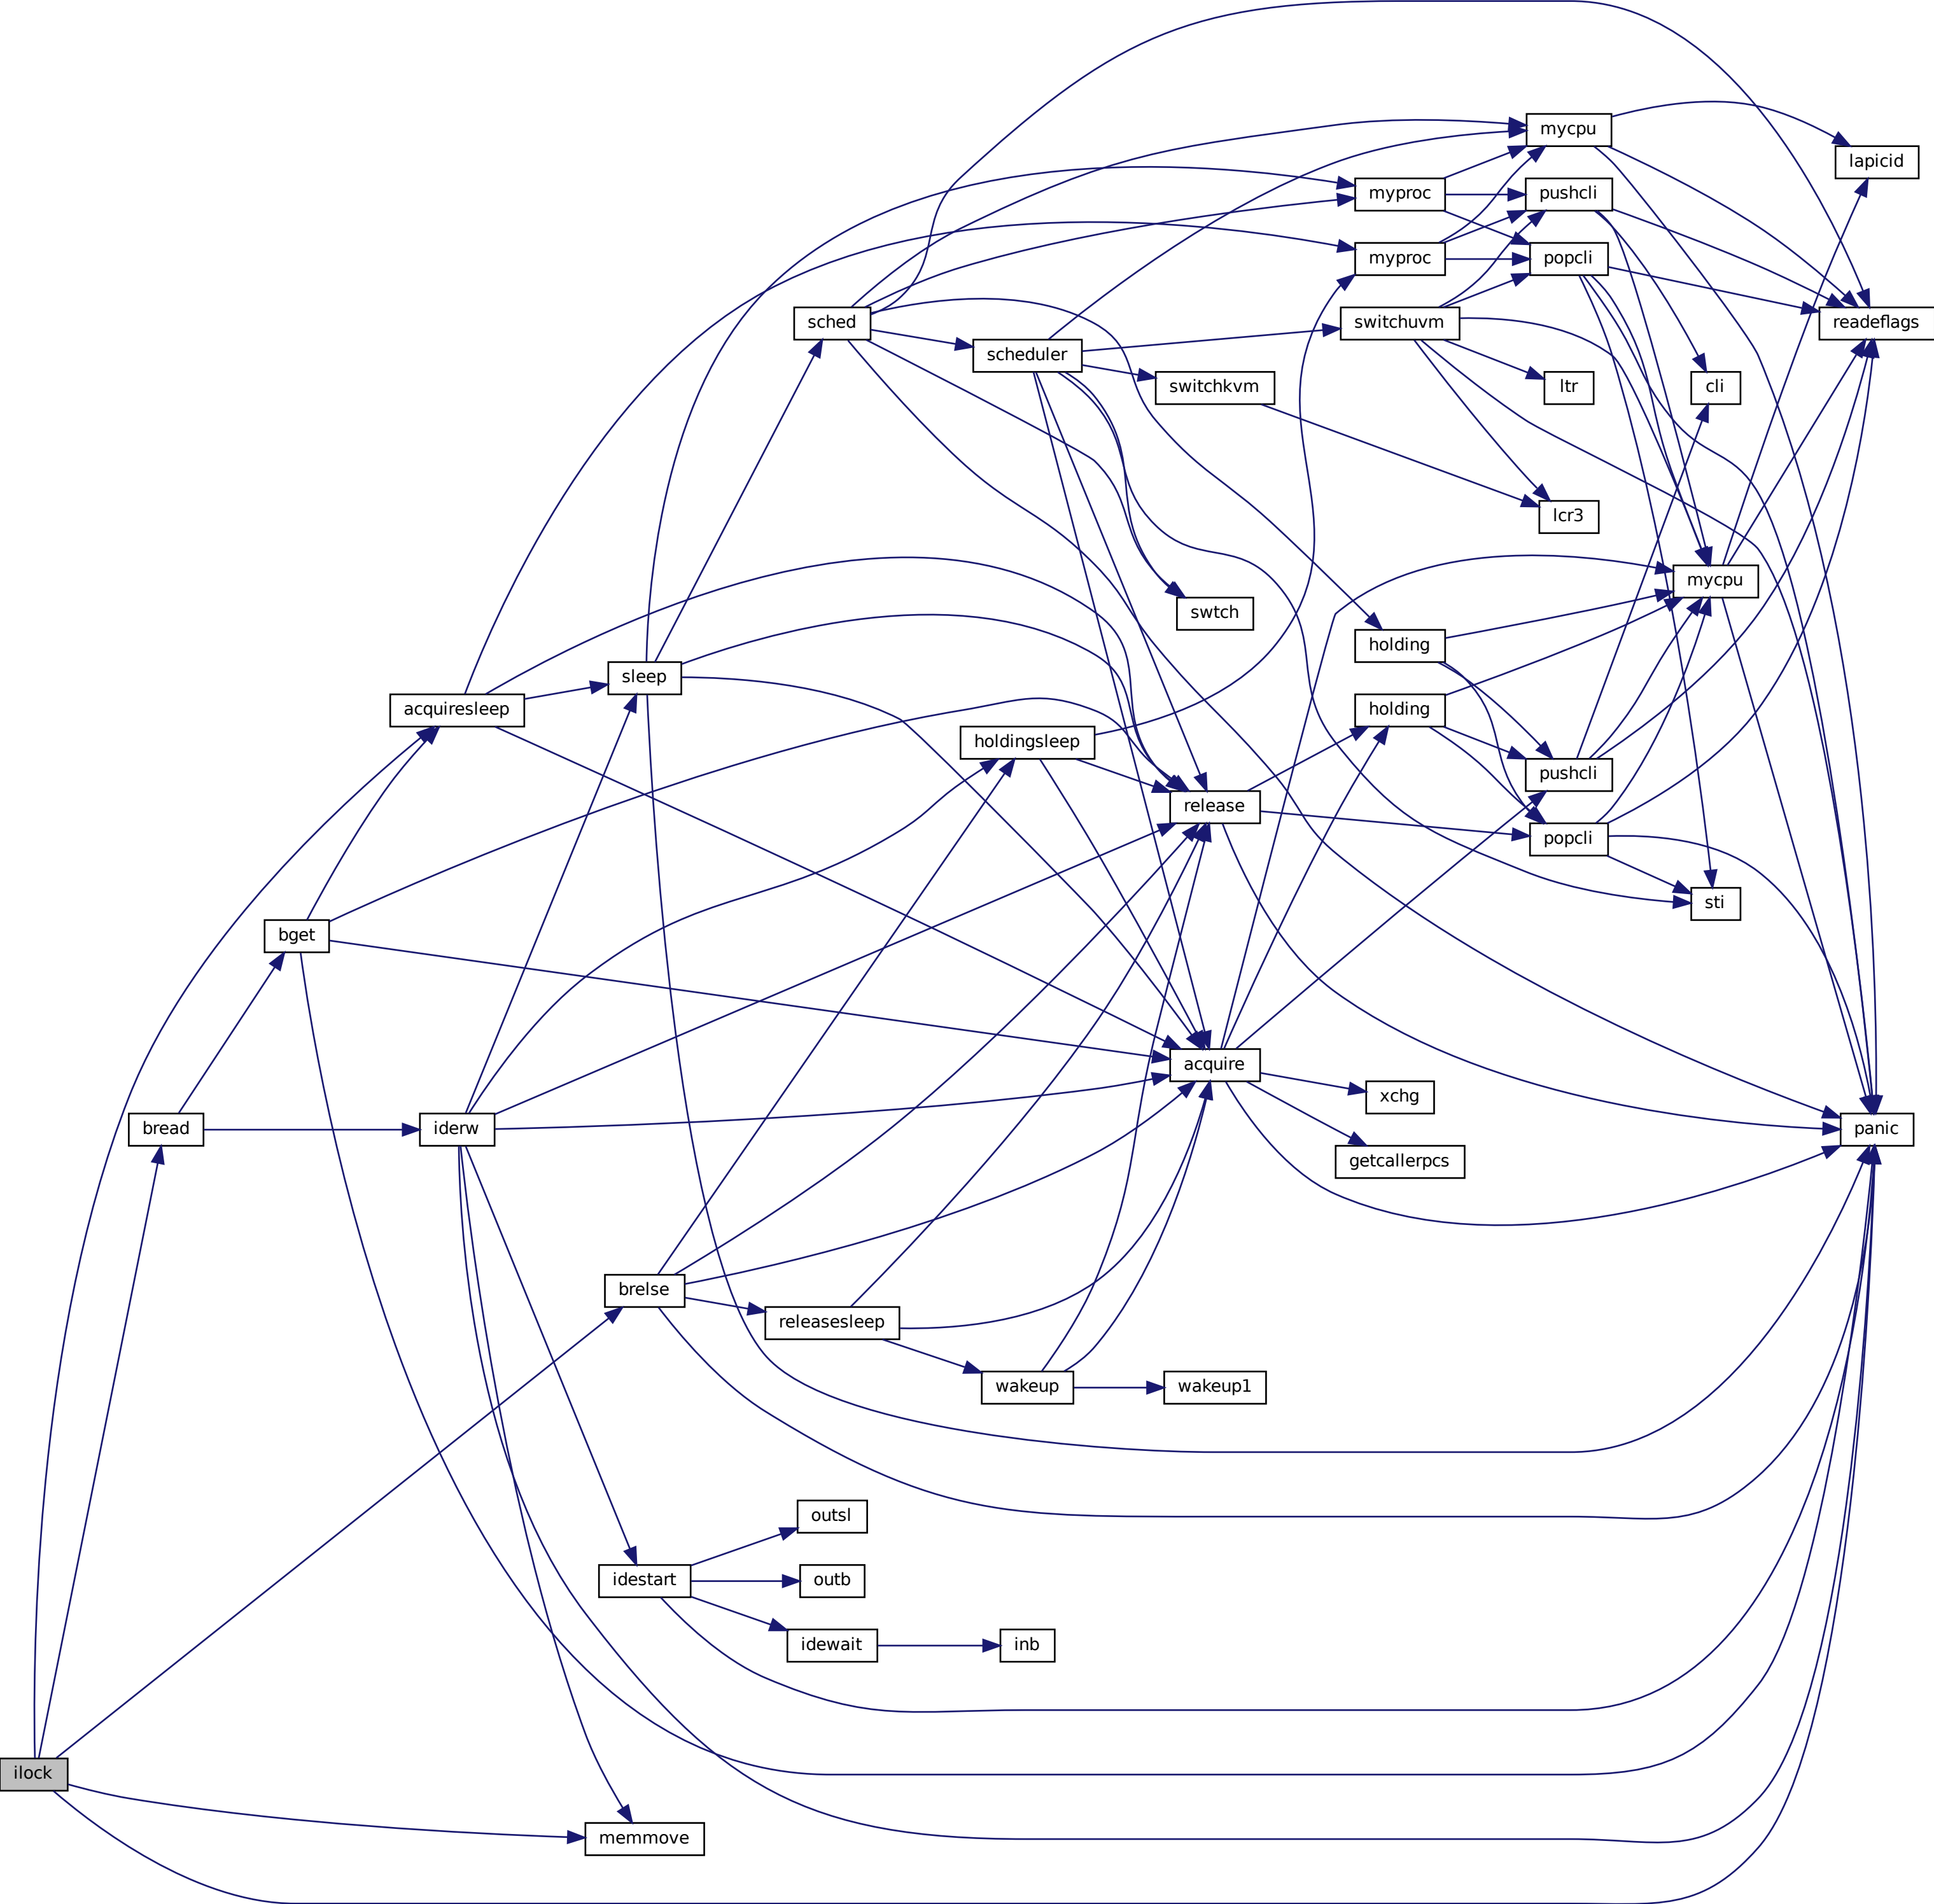 mycpu
lapicid
myproc
pushcli
myproc
popcli
sched
switchuvm
readeflags
scheduler
switchkvm
ltr
cli
lcr3
mycpu
swtch
holding
sleep
acquiresleep
holding
holdingsleep
pushcli
release
popcli
sti
bget
acquire
xchg
bread
iderw
panic
getcallerpcs
brelse
releasesleep
wakeup
wakeup1
outsl
idestart
outb
idewait
inb
ilock
memmove